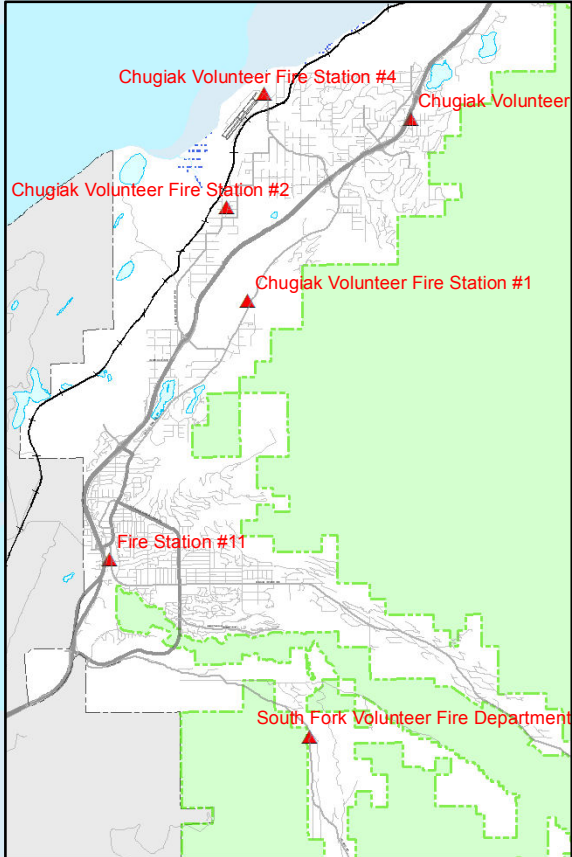 Chugiak Volunteer Fire Station #4
Chugiak Volunteer
Chugiak Volunteer Fire Station #2
Chugiak Volunteer Fire Station #1
Fire Station #11
South Fork Volunteer Fire Department